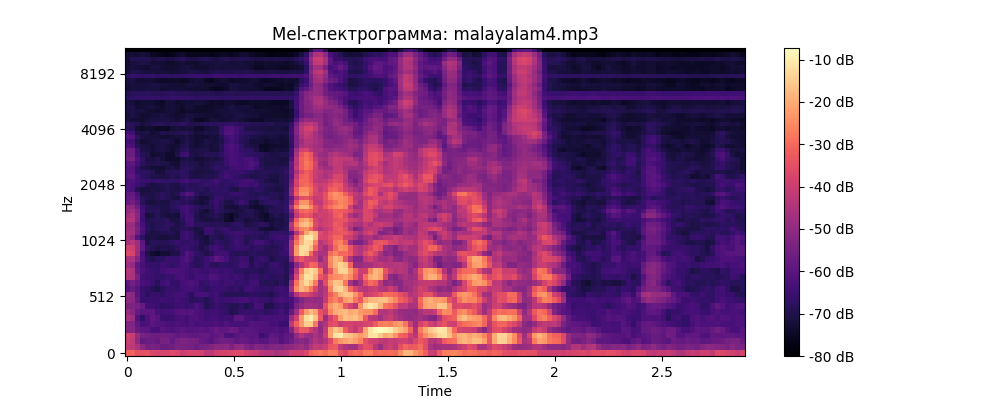 Mel-спектрограмма: malayalam4.mp3
8192
4096
2048
1024
512
0
Hz
0
0.5
1
1.5
2
2.5
Time
-10 dB
-20 dB
-30 dB
-40 dB
-50 dB
-60 dB
-70 dB
-80 dB